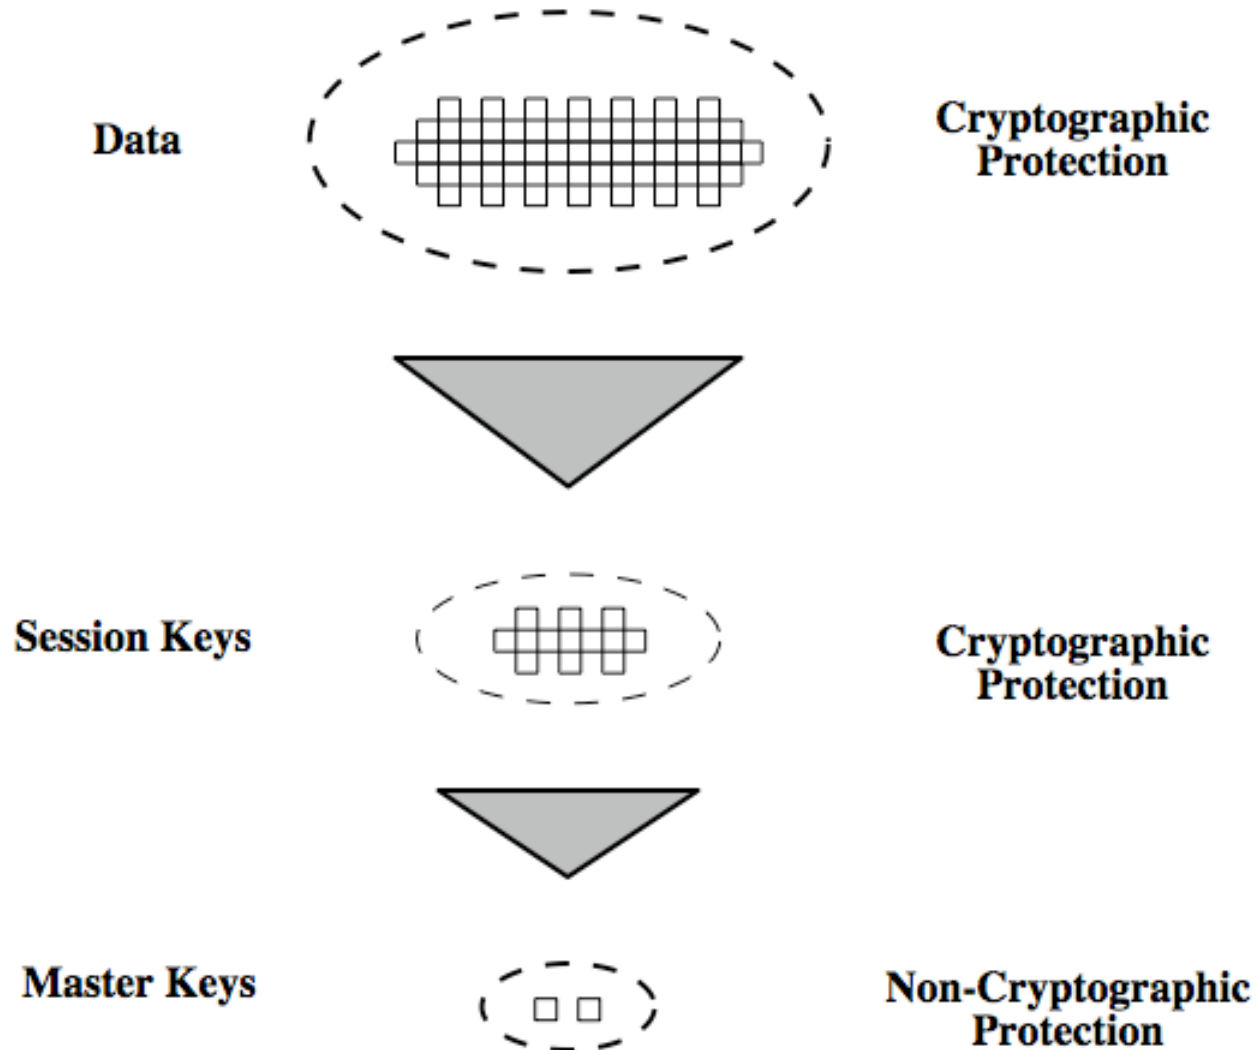 Data
Cryptographic
Protection
Session Keys
Cryptographic
Protection
Master Keys
Non-Cryptographic
Protection